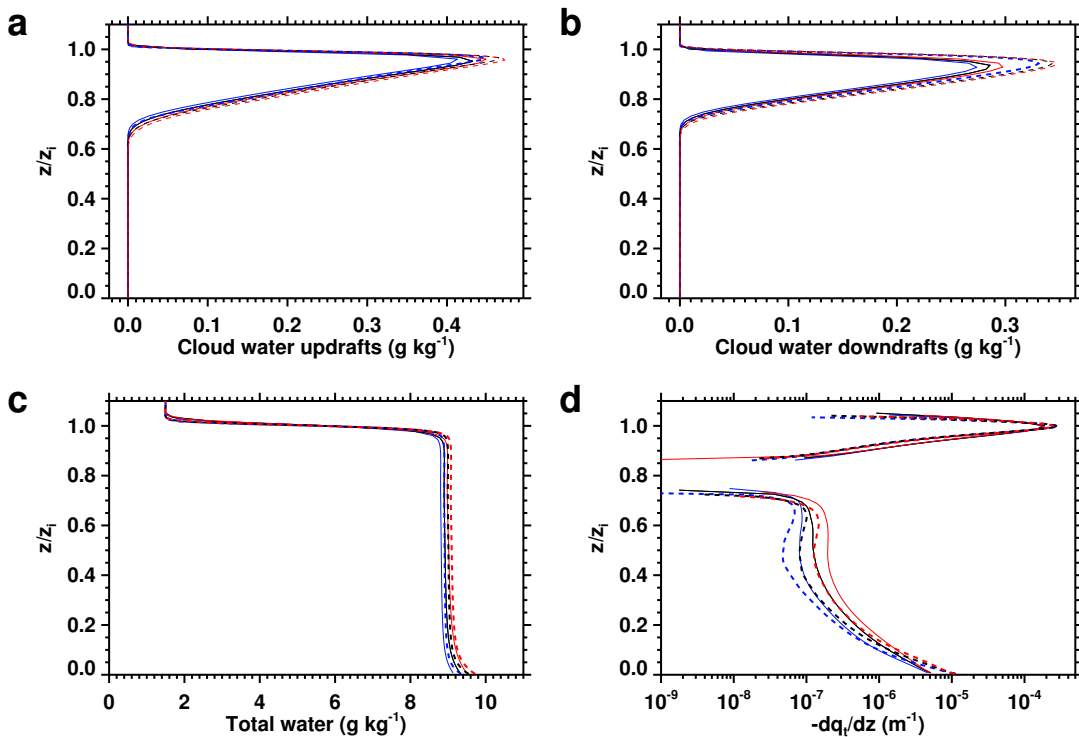 a
1.0
0.8
0.6
0.4
0.2
0.0
z/zi
0.0 0.1 0.2 0.3 0.4
Cloud water updrafts (g kg-1)
b
1.0
0.8
0.6
0.4
0.2
0.0
z/zi
0.0 0.1 0.2 0.3
Cloud water downdrafts (g kg-1)
c
1.0
0.8
0.6
0.4
0.2
0.0
z/zi
0 2 4 6 8 10
Total water (g kg-1)
d
1.0
0.8
0.6
0.4
0.2
0.0
z/zi
10-9 10-8 10-7 10-6 10-5 10-4
-dqt/dz (m-1)